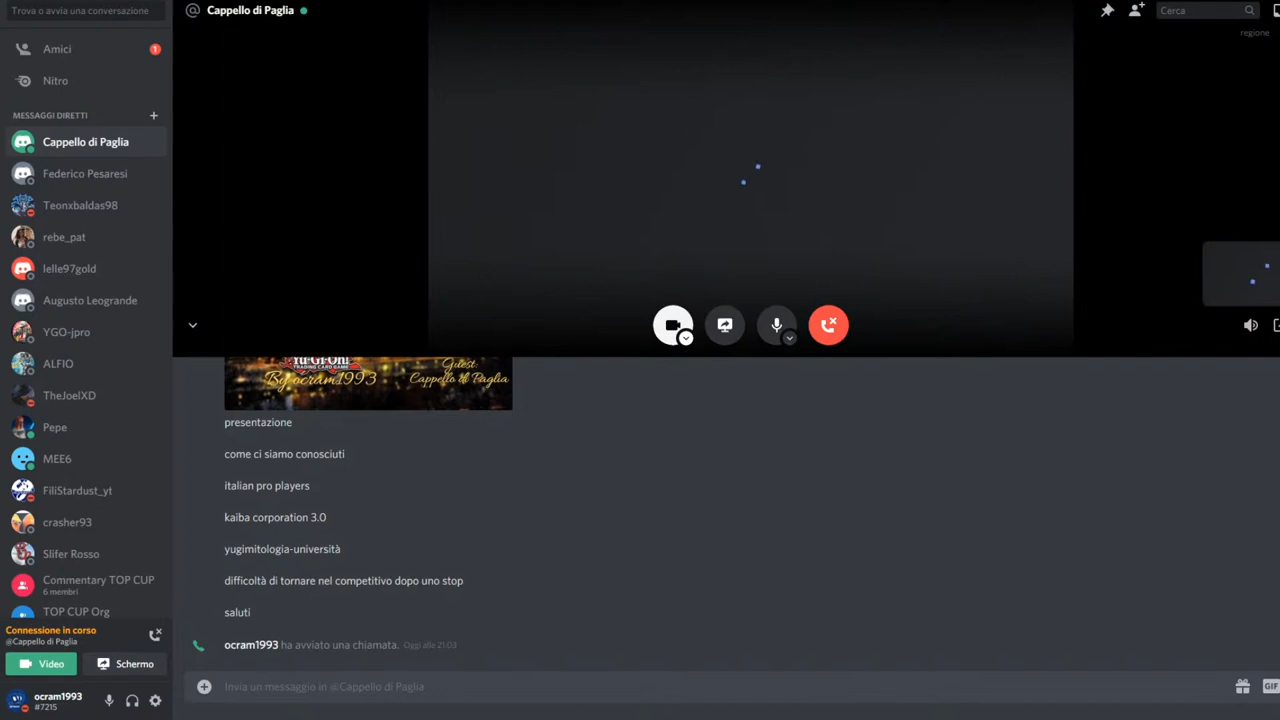 Trova o avvia una conversazione
Cappello di Paglia
Cerca
regione
Amici
1
Nitro
MESSAGGI DIRETTI
Cappello di Paglia
Federico Pesaresi
Teonxbaldas98
rebe_pat
lelle97gold
Augusto Leogrande
YGO-jpro
ALFIO
TheJoelXD
Pepe
MEE6
FiliStardust_yt
crasher93
Slifer Rosso
Commentary TOP CUP
6 membri
TOP CUP Org
Connessione in corso
@Cappello di Paglia
Video
Schermo
ocram1993
#7215
Yu-Gi-Oh!
TRADING CARD GAME
By ocram1993
Guest:
Cappello di Paglia
presentazione
come ci siamo conosciuti
italian pro players
kaiba corporation 3.0
yugimitologia-università
difficoltà di tornare nel competitivo dopo uno stop
saluti
ocram1993 ha avviato una chiamata. Oggi alle 21:03
Invia un messaggio in @Cappello di Paglia
GIF